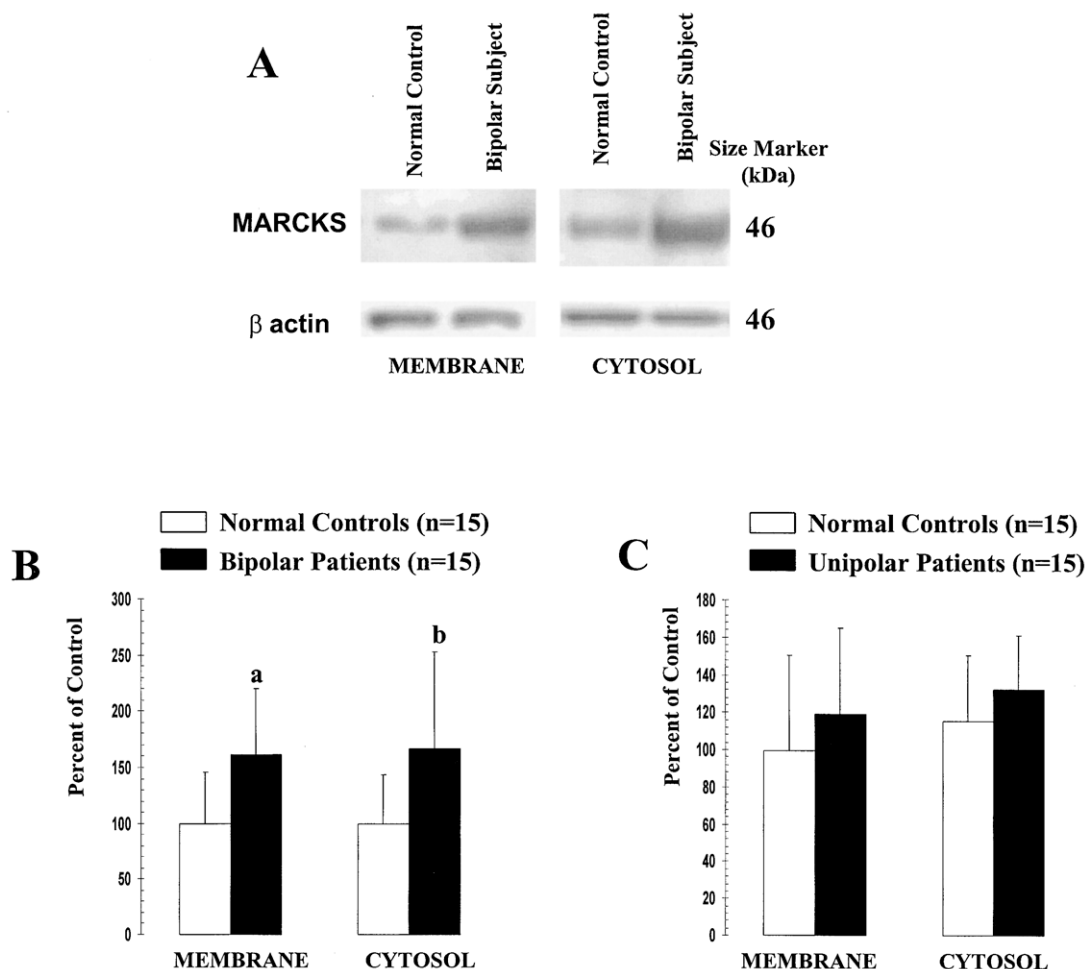 A
Normal Control
Bipolar Subject
Normal Control
Bipolar Subject
Size Marker
(kDa)
MARCKS
46
β actin
46
MEMBRANE
CYTOSOL
B
Normal Controls (n=15)
Bipolar Patients (n=15)
Percent of Control
300
250
200
150
100
50
0
a
b
MEMBRANE
CYTOSOL
C
Normal Controls (n=15)
Unipolar Patients (n=15)
Percent of Control
180
160
140
120
100
80
60
40
20
0
MEMBRANE
CYTOSOL